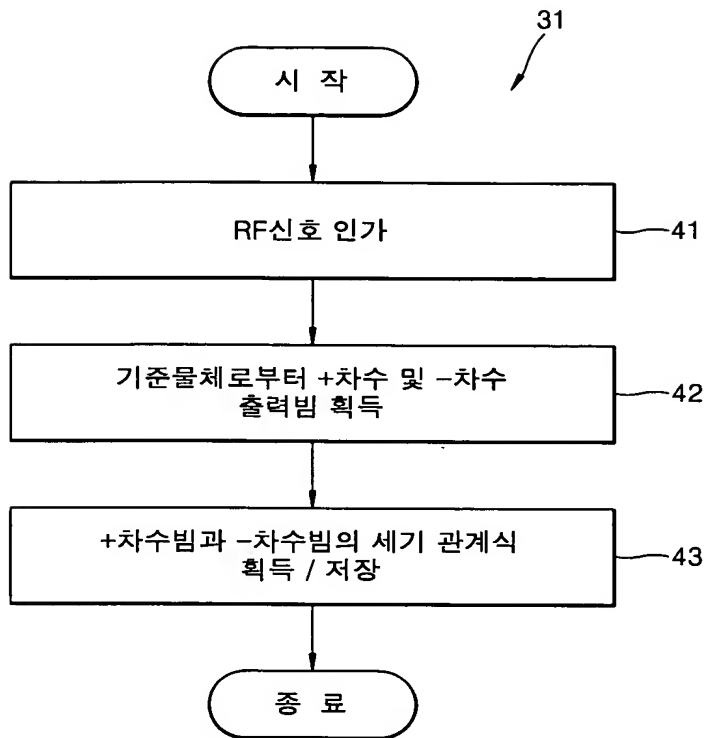 31
시 작
RF신호 인가
41
기준물체로부터 +차수 및 -차수
출력빔 획득
42
+차수빔과 -차수빔의 세기 관계식
획득 / 저장
43
종 료